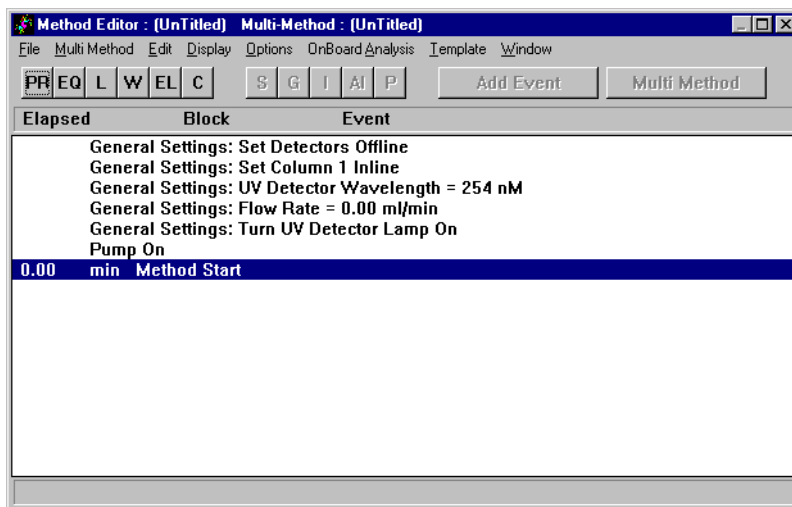 Method Editor : (UnTitled) Multi-Method : (UnTitled)
File Multi Method Edit Display Options OnBoard Analysis Template Window
PR EQ L W EL C S G I AI P Add Event Multi Method
Elapsed Block Event
General Settings: Set Detectors Offline
General Settings: Set Column 1 Inline
General Settings: UV Detector Wavelength = 254 nM
General Settings: Flow Rate = 0.00 ml/min
General Settings: Turn UV Detector Lamp On
Pump On
0.00 min Method Start